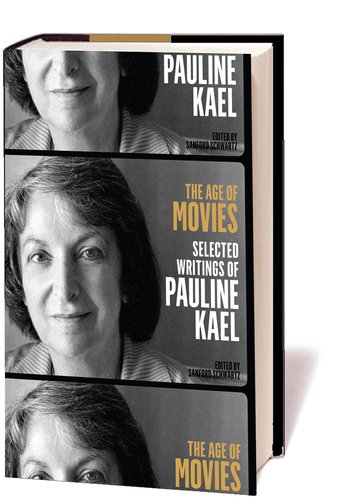 PAULINE
KAEL
EDITED BY
SANFORD SCHWARTZ
THE AGE OF
MOVIES
SELECTED
WRITINGS OF
PAULINE
KAEL
EDITED BY
SANFORD SCHWARTZ
THE AGE OF
MOVIES